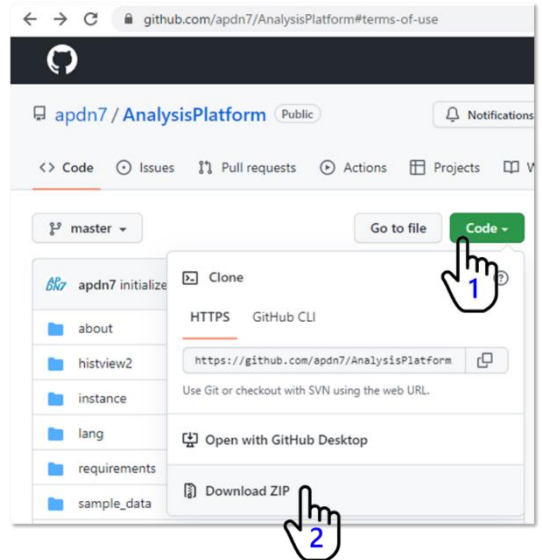 github.com/apdn7/AnalysisPlatform#terms-of-use
apdn7 / AnalysisPlatform Public
Notifications
<> Code Issues Pull requests Actions Projects W
master Go to file Code
Clone
1
HTTPS GitHub CLI
https://github.com/apdn7/AnalysisPlatform
Use Git or checkout with SVN using the web URL.
Open with GitHub Desktop
Download ZIP
2
apdn7 initialize
about
histview2
instance
lang
requirements
sample_data